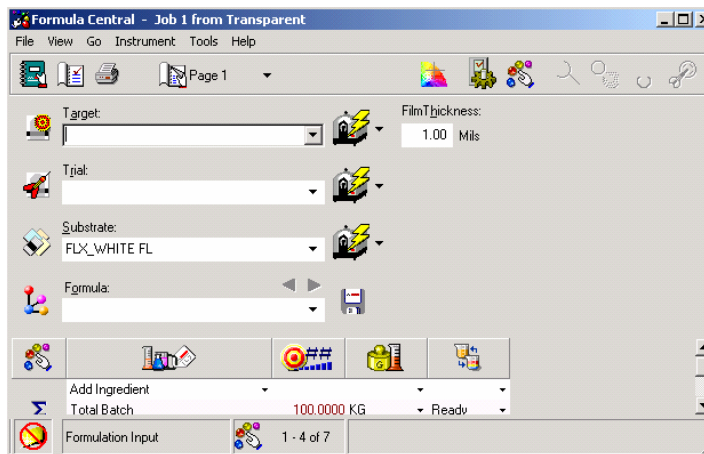 Formula Central - Job 1 from Transparent
File View Go Instrument Tools Help
Page 1
Target:
FilmThickness:
1.00 Mils
Trial:
Substrate:
FLX_WHITE FL
Formula:
##
G
Add Ingredient
Σ Total Batch 100.0000 KG Ready
Formulation Input 1 - 4 of 7